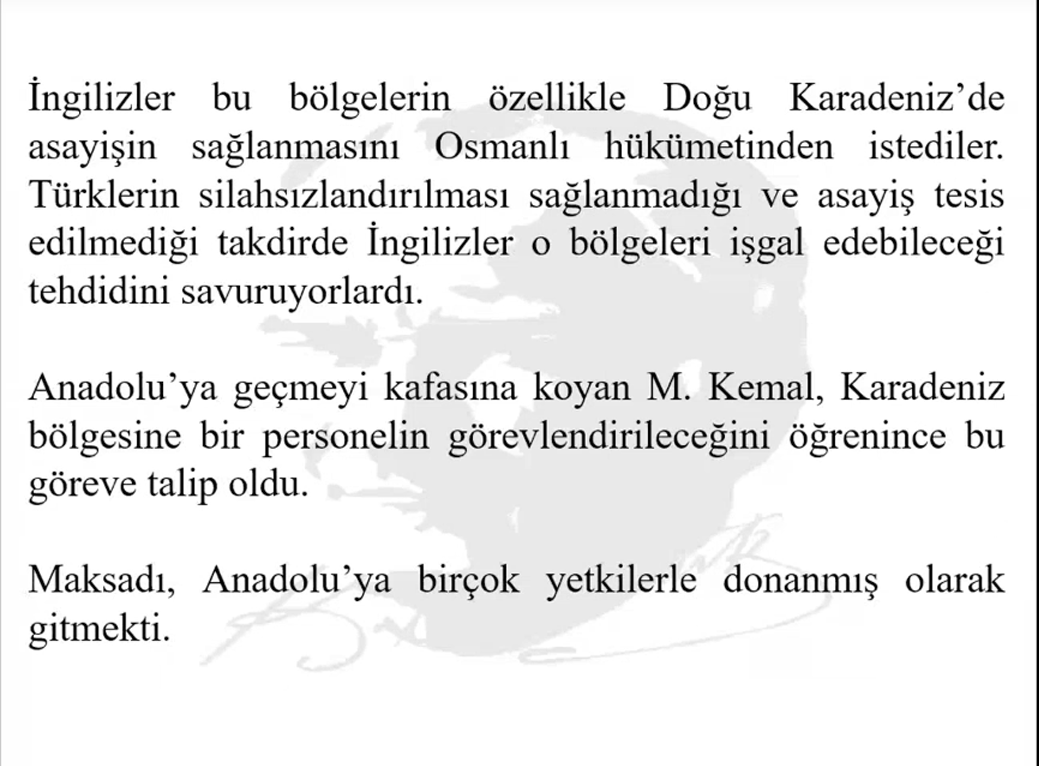 İngilizler bu bölgelerin özellikle Doğu Karadeniz’de
asayişin sağlanmasını Osmanlı hükümetinden istediler.
Türklerin silahsızlandırılması sağlanmadığı ve asayiş tesis
edilmediği takdirde İngilizler o bölgeleri işgal edebileceği
tehdidini savuruyorlardı.
Anadolu’ya geçmeyi kafasına koyan M. Kemal, Karadeniz
bölgesine bir personelin görevlendirileceğini öğrenince bu
göreve talip oldu.
Maksadı, Anadolu’ya birçok yetkilerle donanmış olarak
gitmekti.